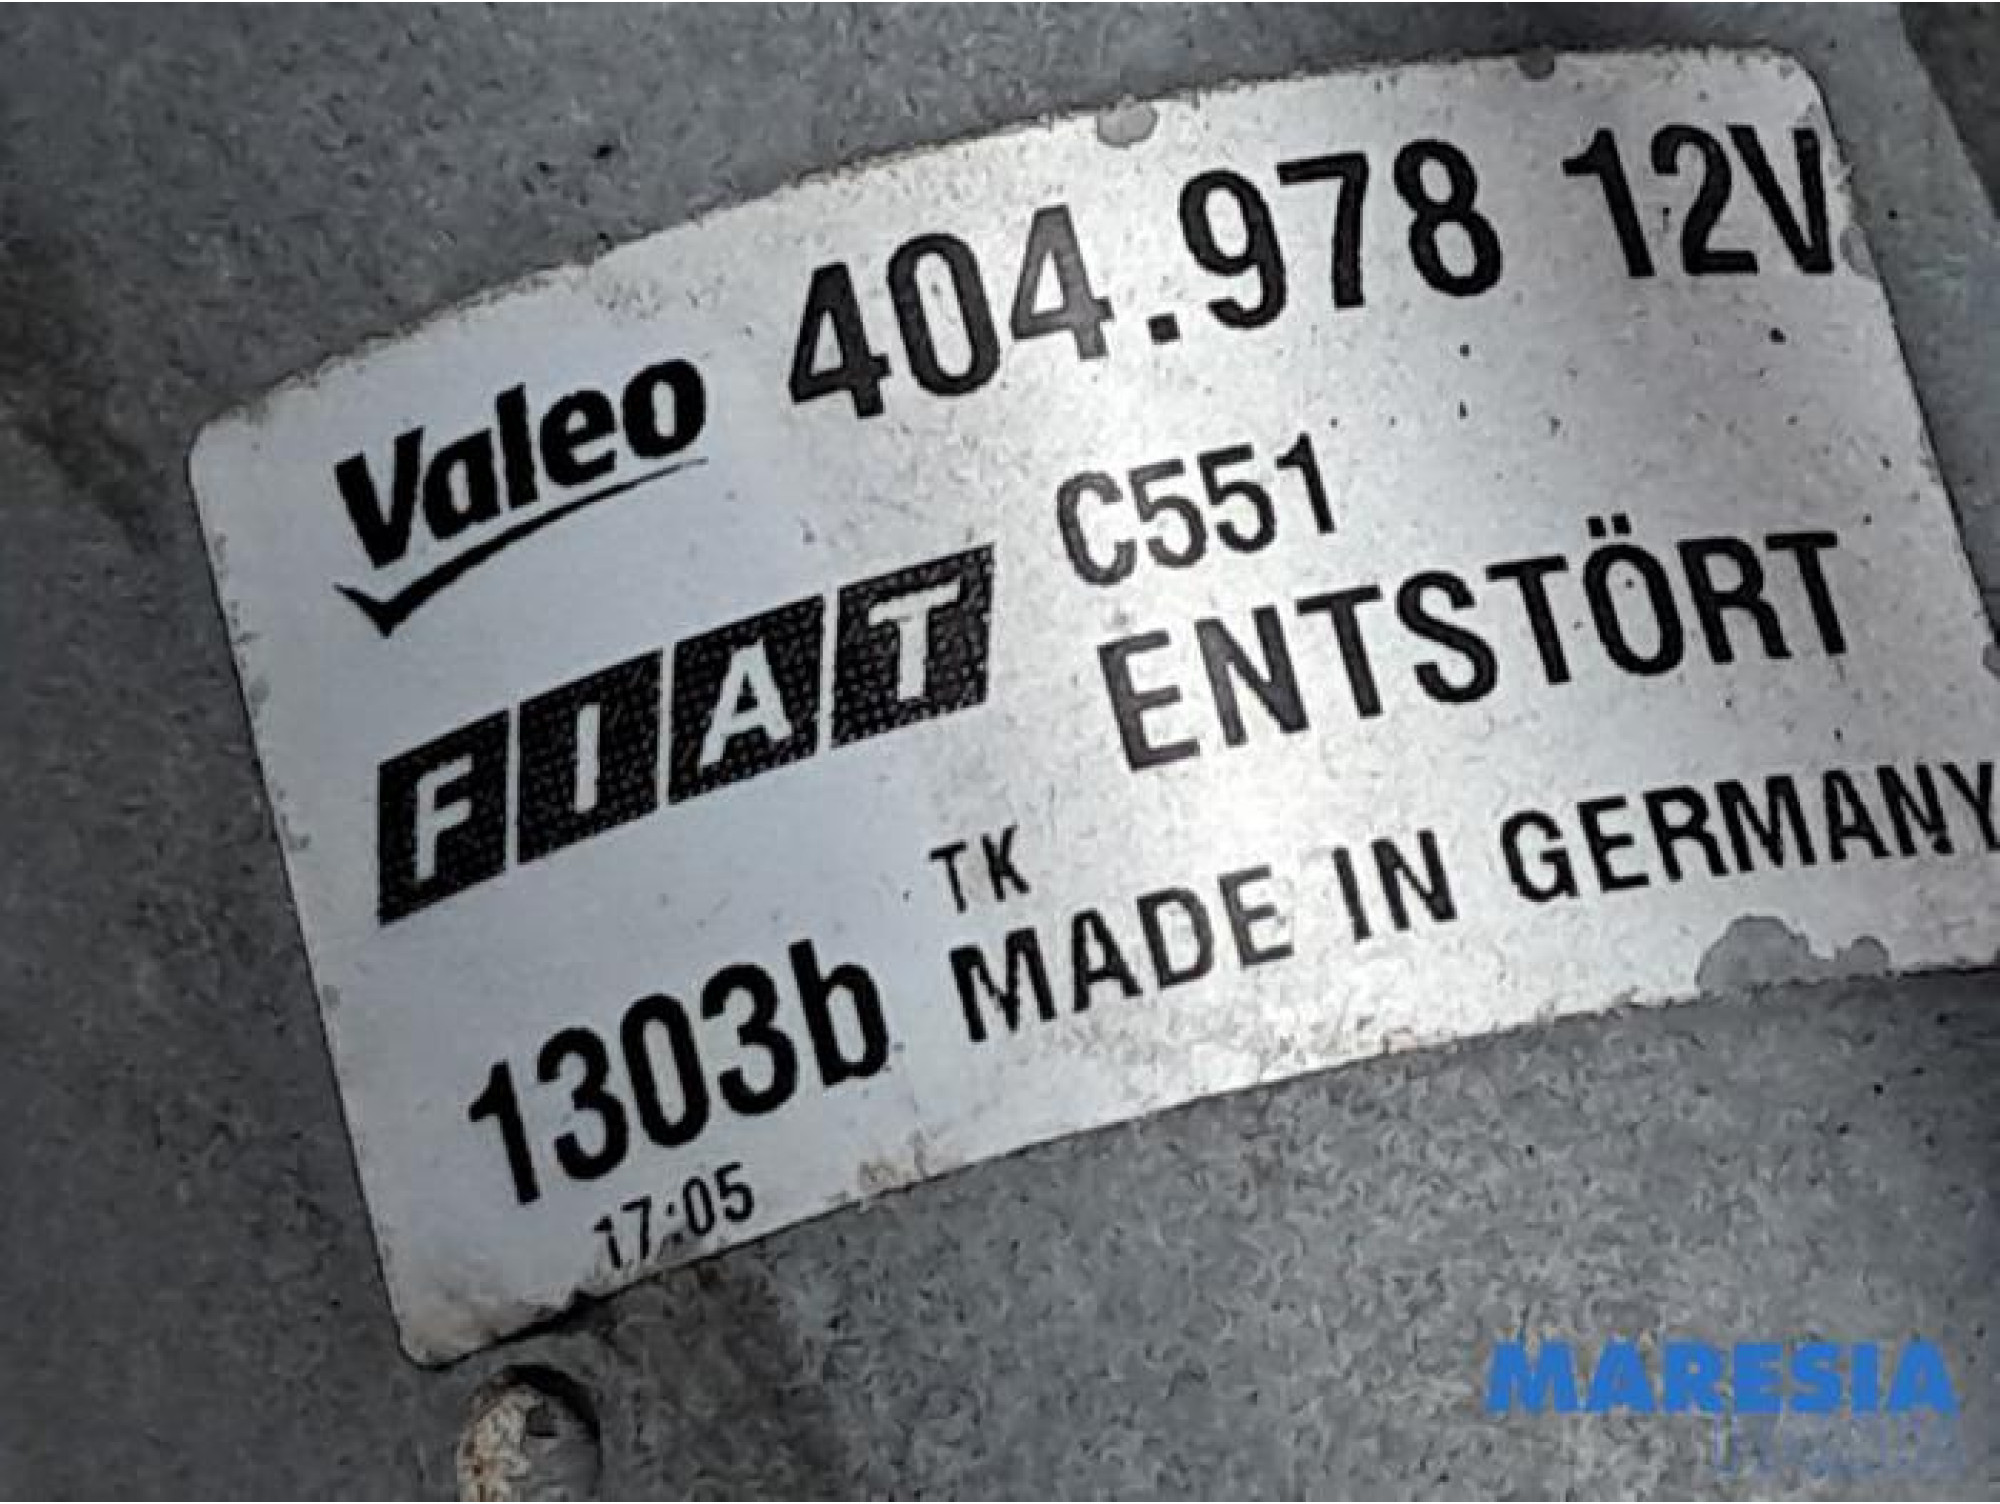 Valeo 404.978 12V
C551
FIAT ENTSTÖRT
TK
1303b MADE IN GERMANY
17:05
MARESIA